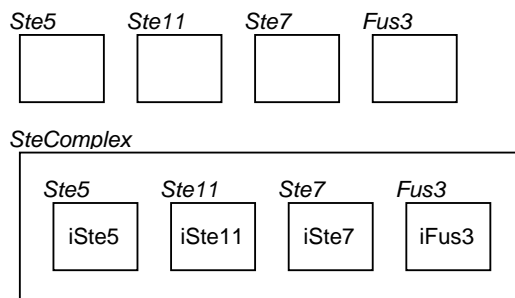 Ste5 Ste11 Ste7 Fus3
SteComplex
Ste5 Ste11 Ste7 Fus3
iSte5 iSte11 iSte7 iFus3